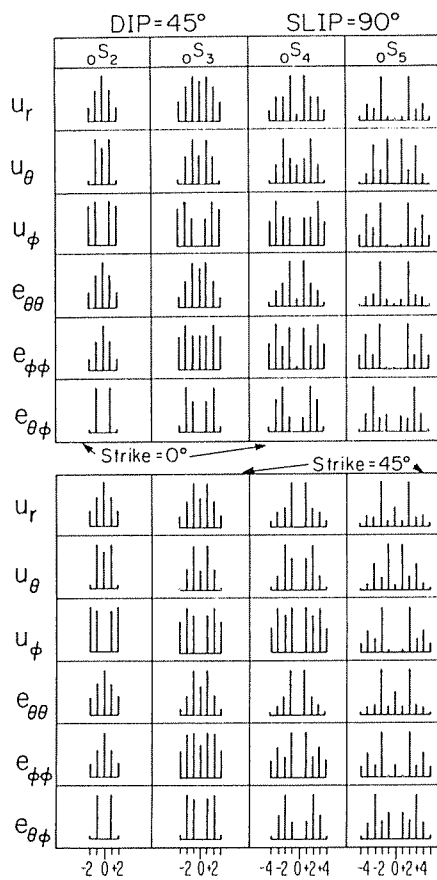 DIP=45° SLIP=90°
₀S₂ ₀S₃ ₀S₄ ₀S₅
u_r
u_θ
u_ϕ
e_θθ
e_ϕϕ
e_θϕ
Strike=0° Strike=45°
u_r
u_θ
u_ϕ
e_θθ
e_ϕϕ
e_θϕ
-2 0 +2 -2 0 +2 -4 -2 0 +2 +4 -4 -2 0 +2 4